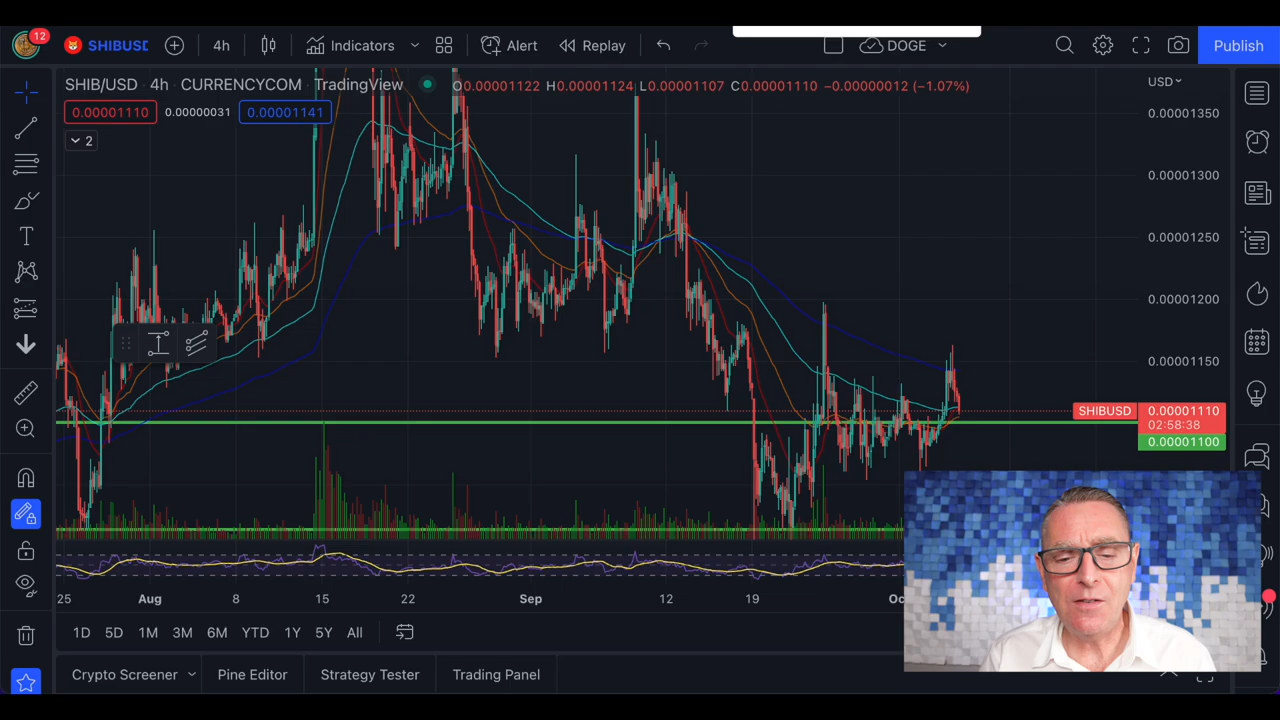 12
SHIBUSD
4h
Indicators
Alert
Replay
DOGE
Publish
SHIB/USD 4h CURRENCYCOM TradingView O0.00001122 H0.00001124 L0.00001107 C0.00001110 −0.00000012 (−1.07%)
USD
0.00001110 0.00000031 0.00001141
2
0.00001350
0.00001300
0.00001250
0.00001200
0.00001150
SHIBUSD 0.00001110
02:58:38
0.00001100
25 Aug 8 15 22 Sep 12 19
1D 5D 1M 3M 6M YTD 1Y 5Y All
Crypto Screener Pine Editor Strategy Tester Trading Panel